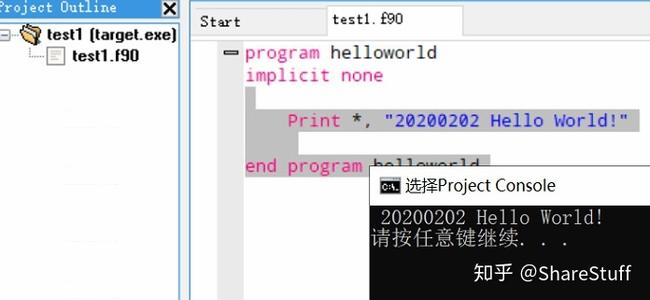 Project Outline
test1 (target.exe)
test1.f90
Start
test1.f90
program helloworld
implicit none
Print *, "20200202 Hello World!"
end program helloworld
选择Project Console
20200202 Hello World!
请按任意键继续. . .
知乎 @ShareStuff